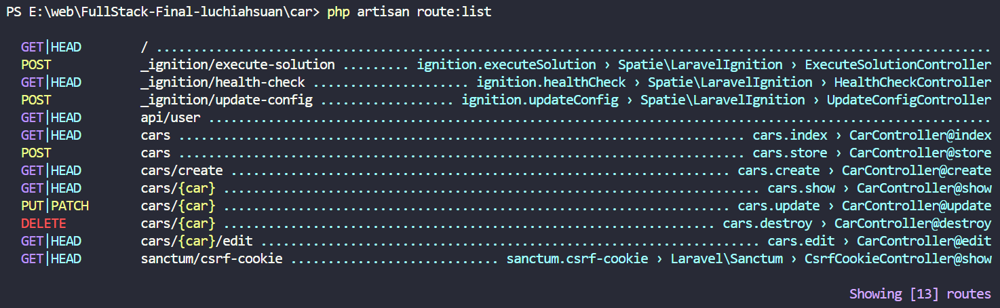 PS E:\web\FullStack-Final-luchiahsuan\car> php artisan route:list
GET|HEAD / ................................................................................................................
POST _ignition/execute-solution ......... ignition.executeSolution › Spatie\LaravelIgnition › ExecuteSolutionController
GET|HEAD _ignition/health-check ..................... ignition.healthCheck › Spatie\LaravelIgnition › HealthCheckController
POST _ignition/update-config .................. ignition.updateConfig › Spatie\LaravelIgnition › UpdateConfigController
GET|HEAD api/user .........................................................................................................
GET|HEAD cars ............................................................................ cars.index › CarController@index
POST cars ............................................................................ cars.store › CarController@store
GET|HEAD cars/create ................................................................... cars.create › CarController@create
GET|HEAD cars/{car} ......................................................................... cars.show › CarController@show
PUT|PATCH cars/{car} ................................................................... cars.update › CarController@update
DELETE cars/{car} .................................................................. cars.destroy › CarController@destroy
GET|HEAD cars/{car}/edit ................................................................... cars.edit › CarController@edit
GET|HEAD sanctum/csrf-cookie ............................ sanctum.csrf-cookie › Laravel\Sanctum › CsrfCookieController@show
Showing [13] routes